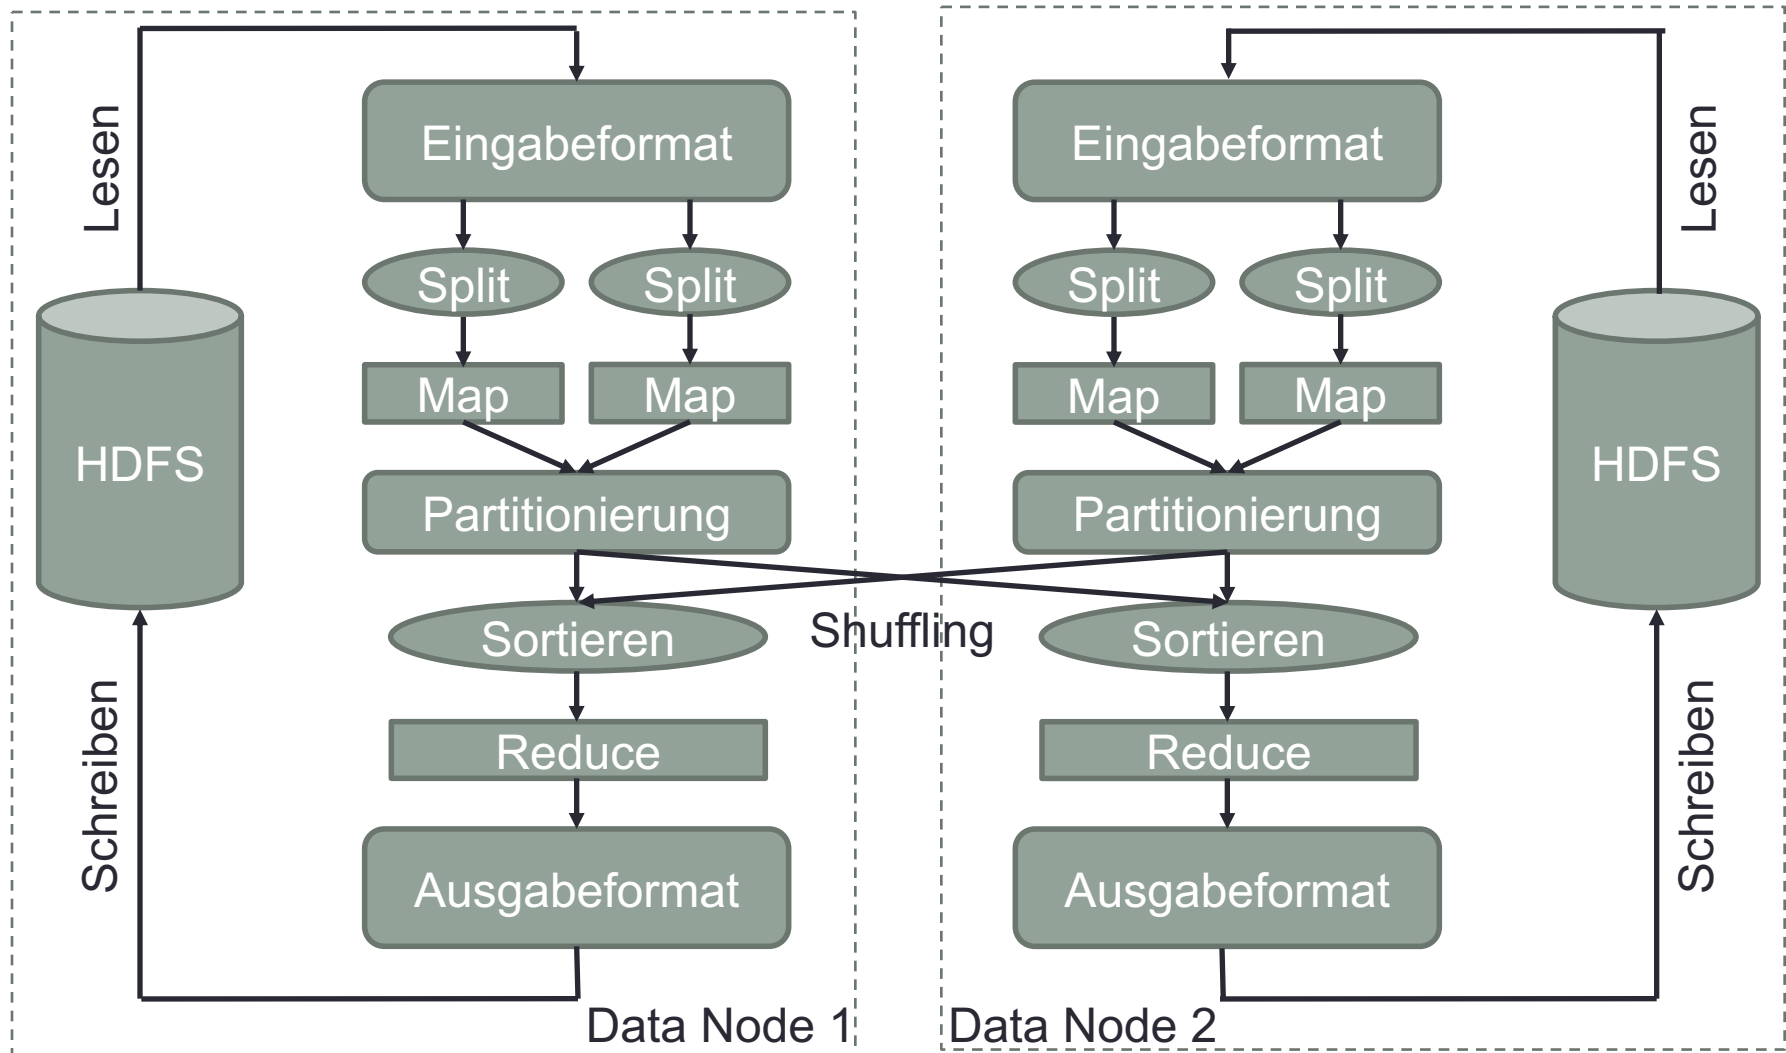 Lesen
Eingabeformat
Split
Split
Map
Map
HDFS
Partitionierung
Sortieren
Reduce
Schreiben
Ausgabeformat
Data Node 1
Shuffling
Lesen
Eingabeformat
Split
Split
Map
Map
HDFS
Partitionierung
Sortieren
Reduce
Schreiben
Ausgabeformat
Data Node 2